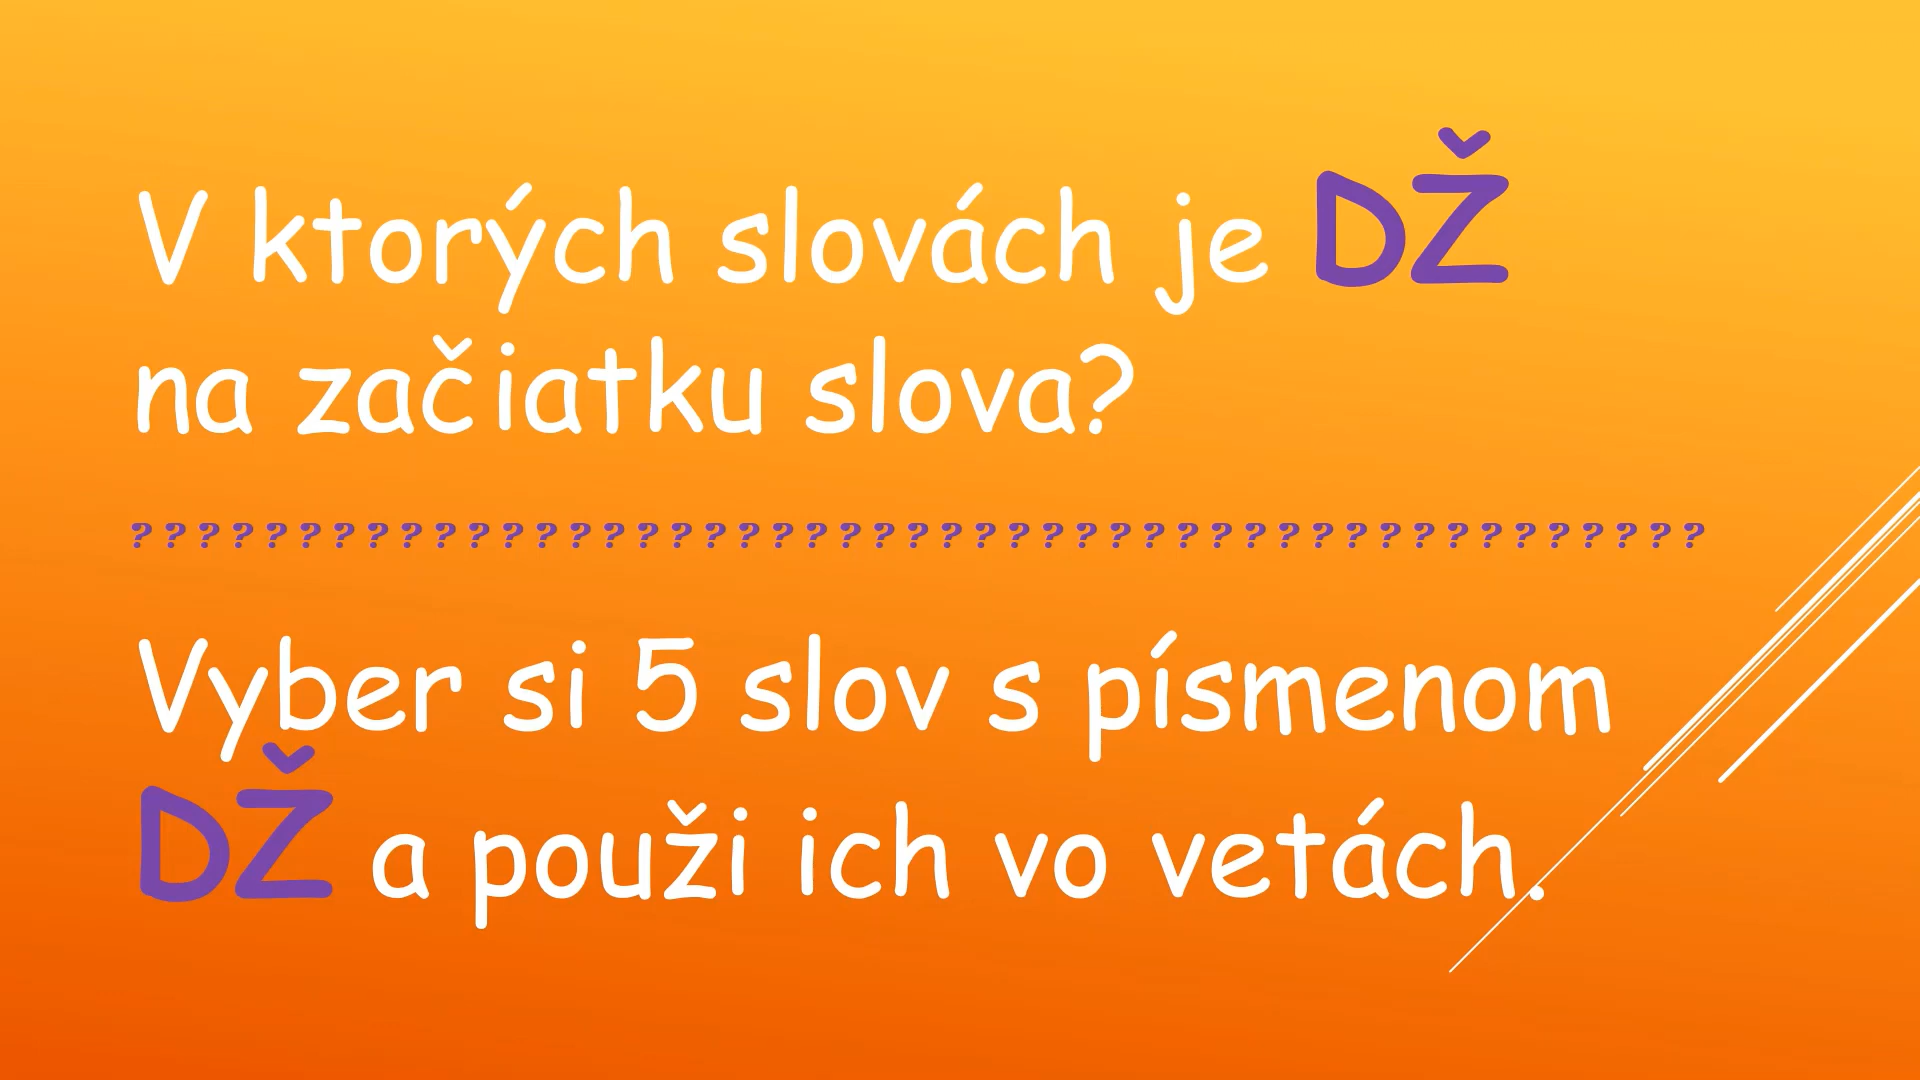 V ktorých slovách je DŽ
na začiatku slova?
? ? ? ? ? ? ? ? ? ? ? ? ? ? ? ? ? ? ? ? ? ? ? ? ? ? ? ? ? ? ? ? ? ? ? ? ? ? ? ? ? ? ? ? ? ? ?
Vyber si 5 slov s písmenom
DŽ a použi ich vo vetách.